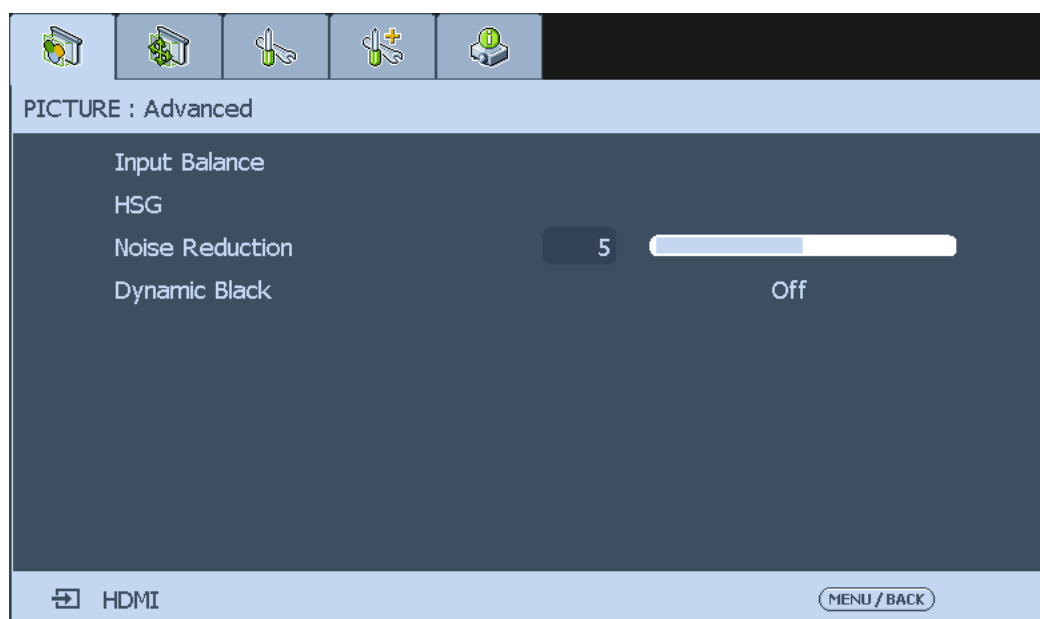 PICTURE : Advanced
Input Balance
HSG
Noise Reduction 5
Dynamic Black Off
HDMI MENU / BACK